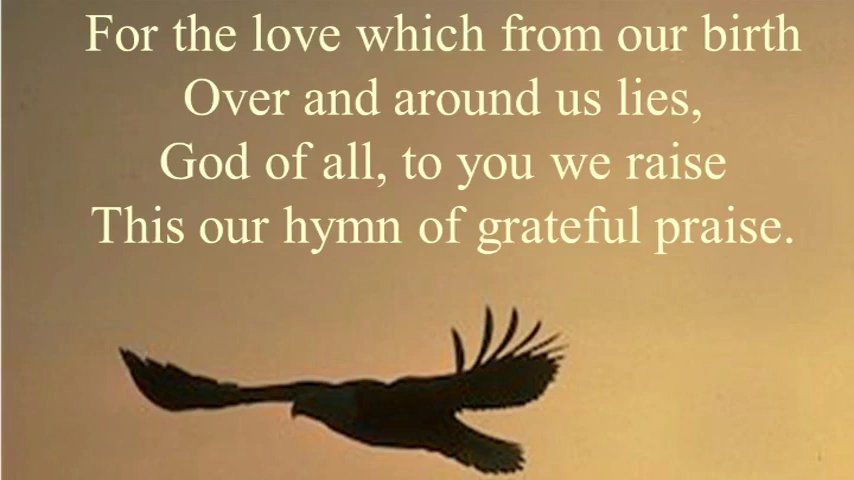 For the love which from our birth
Over and around us lies,
God of all, to you we raise
This our hymn of grateful praise.